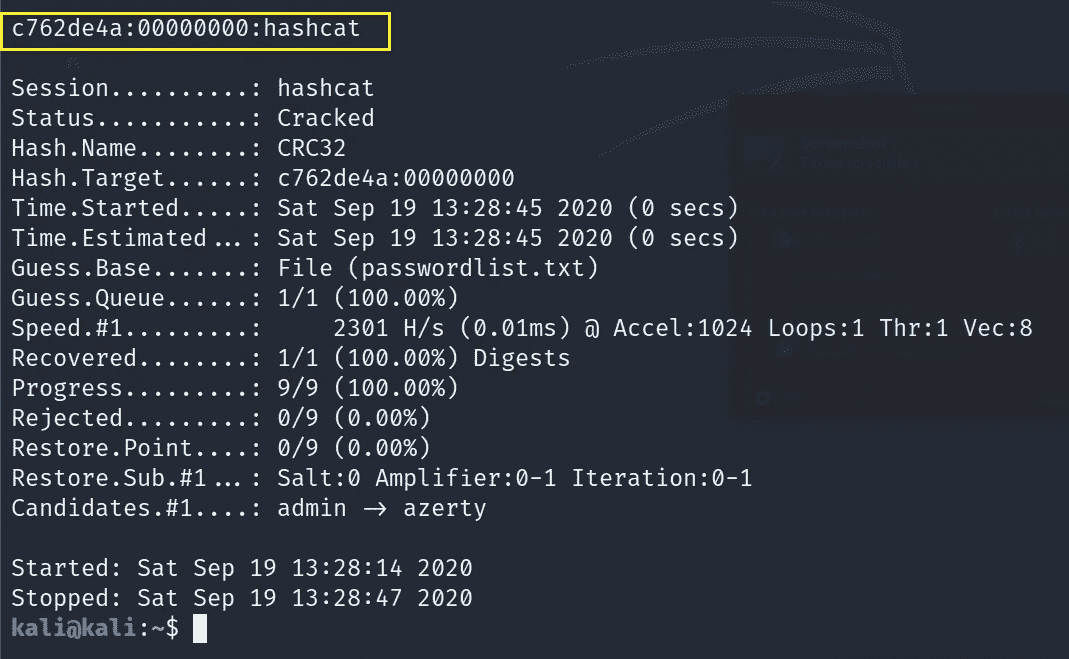 c762de4a:00000000:hashcat
Session..........: hashcat
Status...........: Cracked
Hash.Name........: CRC32
Hash.Target......: c762de4a:00000000
Time.Started.....: Sat Sep 19 13:28:45 2020 (0 secs)
Time.Estimated...: Sat Sep 19 13:28:45 2020 (0 secs)
Guess.Base.......: File (passwordlist.txt)
Guess.Queue......: 1/1 (100.00%)
Speed.#1.........:     2301 H/s (0.01ms) @ Accel:1024 Loops:1 Thr:1 Vec:8
Recovered........: 1/1 (100.00%) Digests
Progress.........: 9/9 (100.00%)
Rejected.........: 0/9 (0.00%)
Restore.Point....: 0/9 (0.00%)
Restore.Sub.#1...: Salt:0 Amplifier:0-1 Iteration:0-1
Candidates.#1....: admin -> azerty
Started: Sat Sep 19 13:28:14 2020
Stopped: Sat Sep 19 13:28:47 2020
kali@kali:~$